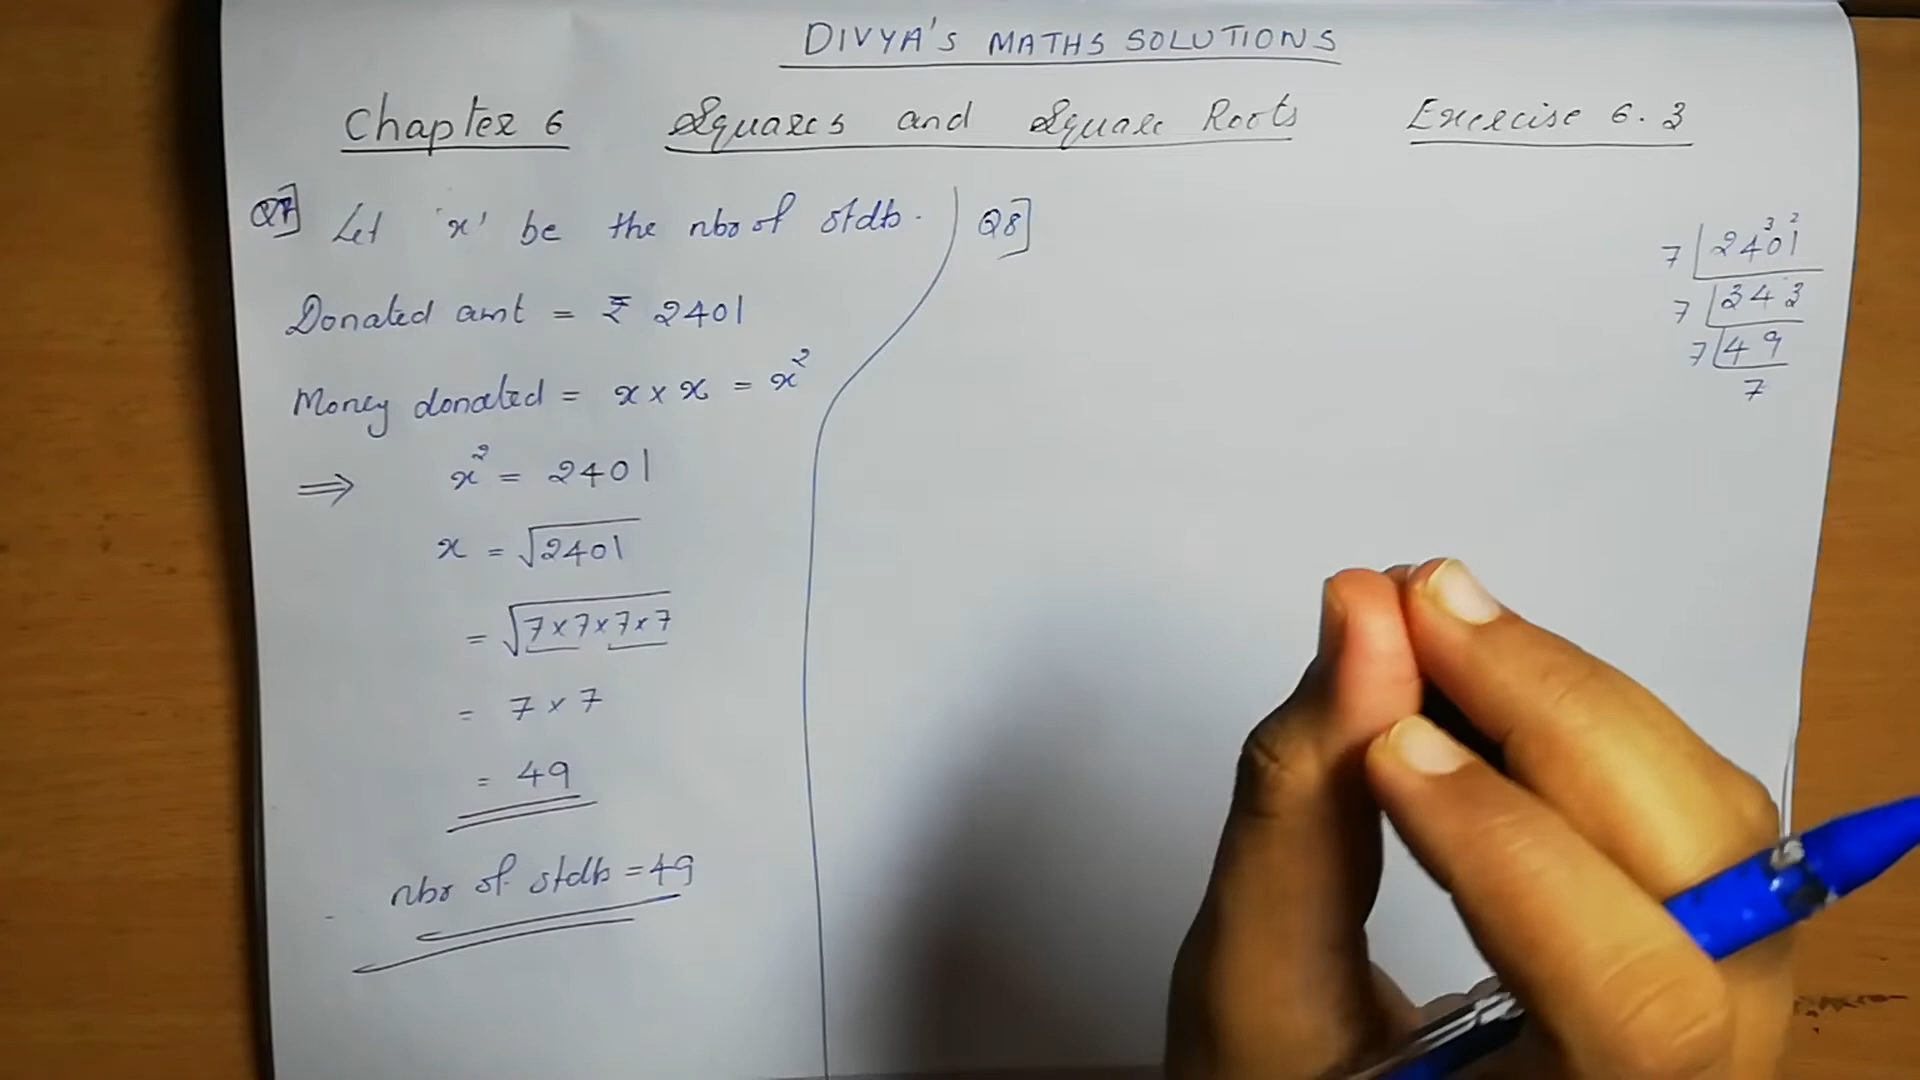 DIVYA'S MATHS SOLUTIONS
Chapter 6 Squares and Square Roots Exercise 6.3
Q7] Let 'x' be the nbr of stdts.
Donated amt = ₹ 2401
Money donated = x × x = x²
⇒ x² = 2401
x = √2401
= √7×7×7×7
= 7 × 7
= 49
nbr of stdts = 49
Q8]
7 | 2401
3 2
7 | 343
7 | 49
7